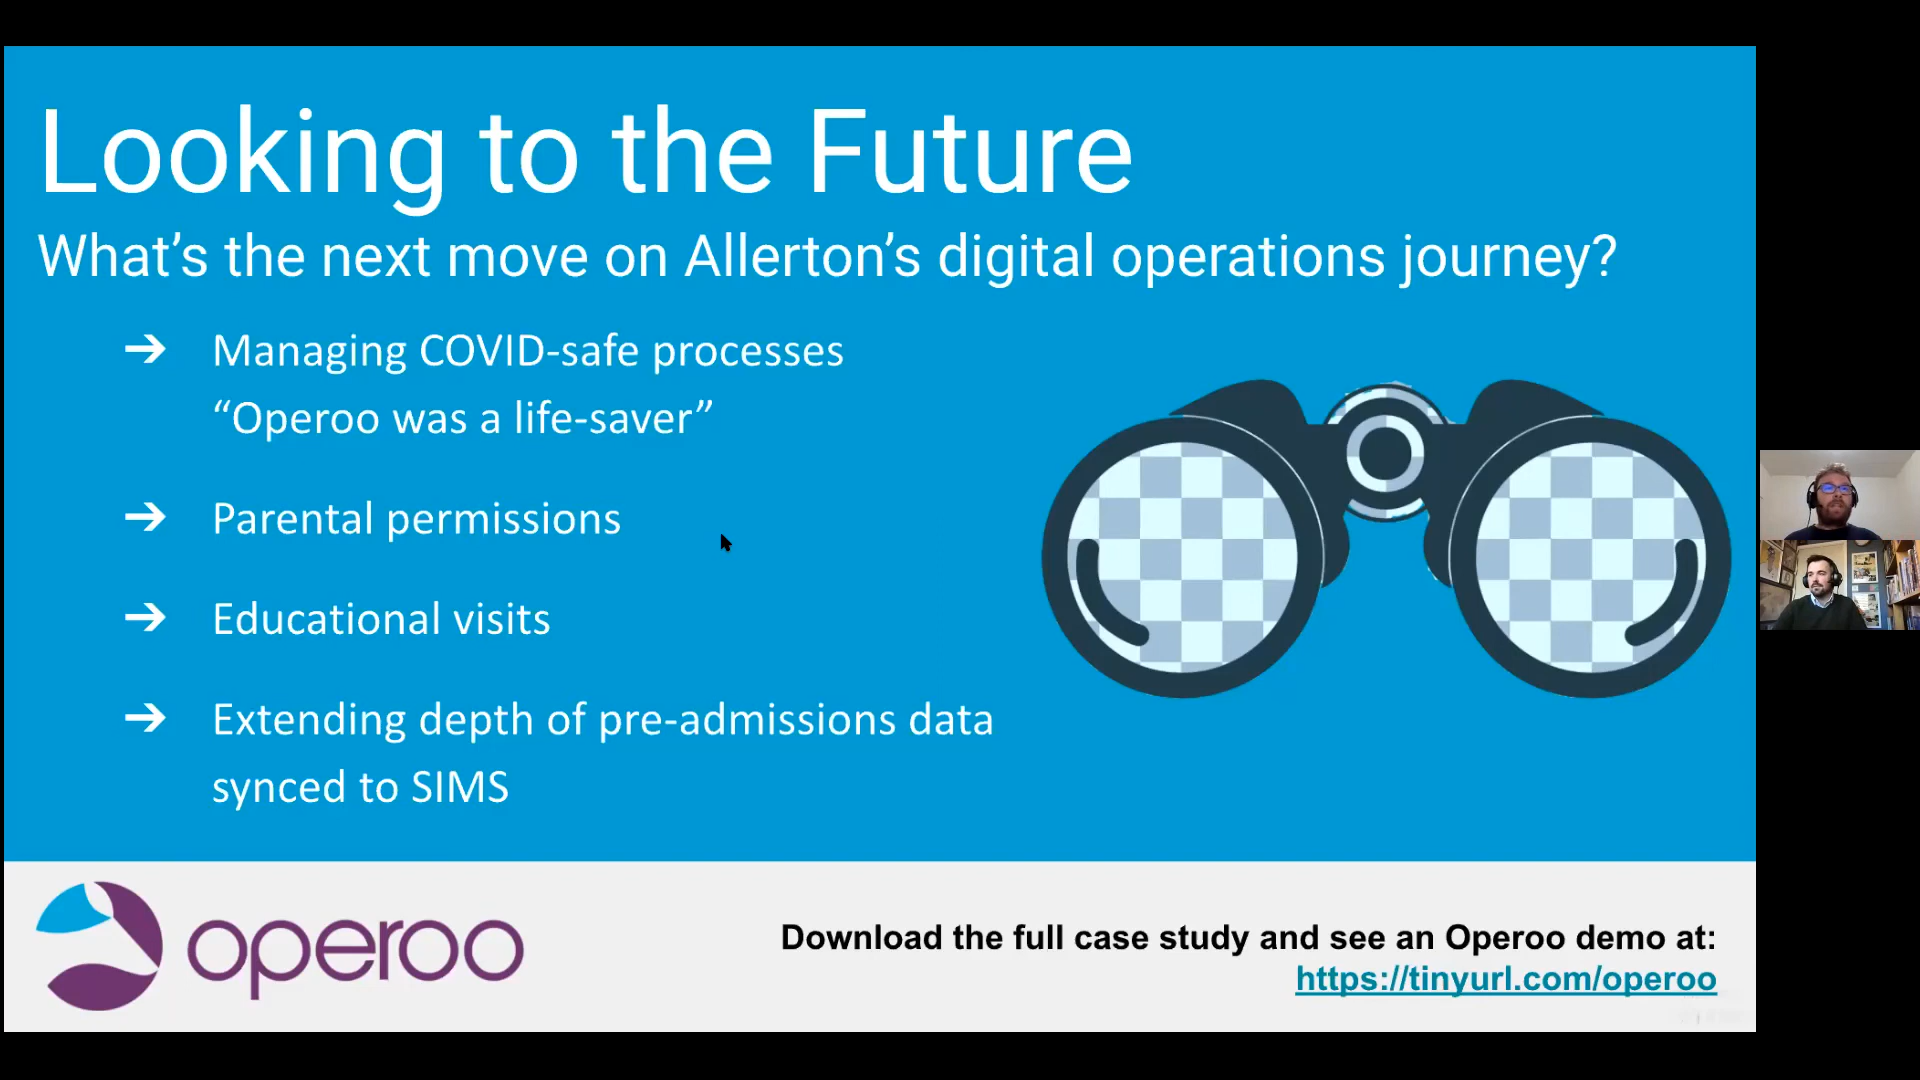 Looking to the Future
What’s the next move on Allerton’s digital operations journey?
➔ Managing COVID-safe processes
“Operoo was a life-saver”
➔ Parental permissions
➔ Educational visits
➔ Extending depth of pre-admissions data
synced to SIMS
operoo
Download the full case study and see an Operoo demo at:
https://tinyurl.com/operoo